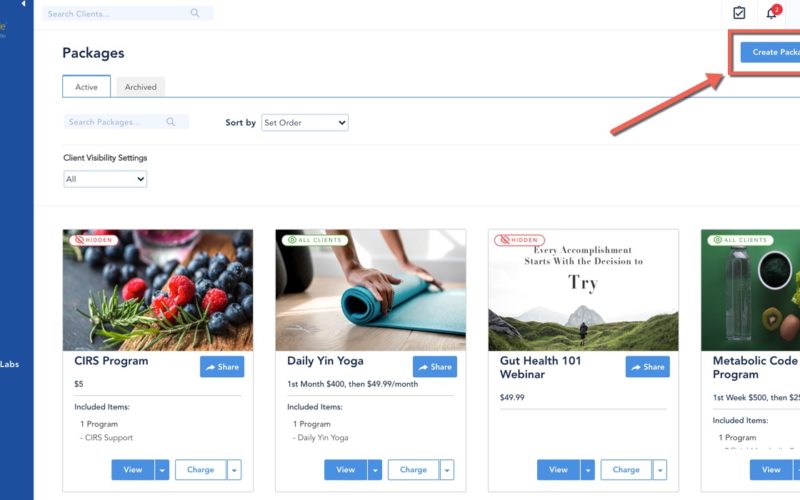 Search Clients...
2
Packages
Create Packa
Active
Archived
Search Packages...
Sort by
Set Order
Client Visibility Settings
All
HIDDEN
ALL CLIENTS
HIDDEN
ALL CLIENTS
Every Accomplishment
Starts With the Decision to
Try
Labs
CIRS Program
Share
$5
Included Items:
1 Program
- CIRS Support
View
Charge
Daily Yin Yoga
Share
1st Month $400, then $49.99/month
Included Items:
1 Program
- Daily Yin Yoga
View
Charge
Gut Health 101
Webinar
Share
$49.99
View
Charge
Metabolic Code
Program
1st Week $500, then $25
Included Items:
1 Program
View